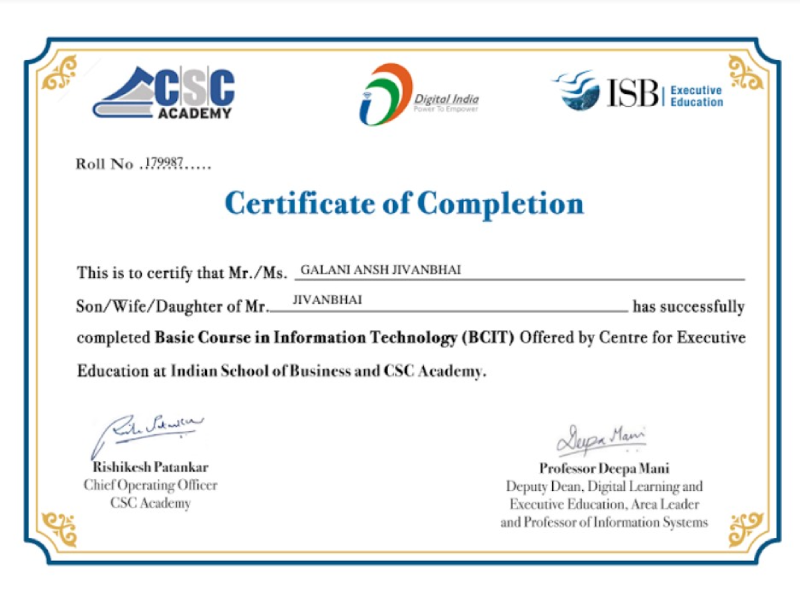 CSC
ACADEMY
Digital India
Power To Empower
ISB
Executive
Education
Roll No ..179987.....
Certificate of Completion
This is to certify that Mr./Ms. GALANI ANSH JIVANBHAI
Son/Wife/Daughter of Mr. JIVANBHAI has successfully
completed Basic Course in Information Technology (BCIT) Offered by Centre for Executive
Education at Indian School of Business and CSC Academy.
Deepa Mani
Rishikesh Patankar
Chief Operating Officer
CSC Academy
Professor Deepa Mani
Deputy Dean, Digital Learning and
Executive Education, Area Leader
and Professor of Information Systems